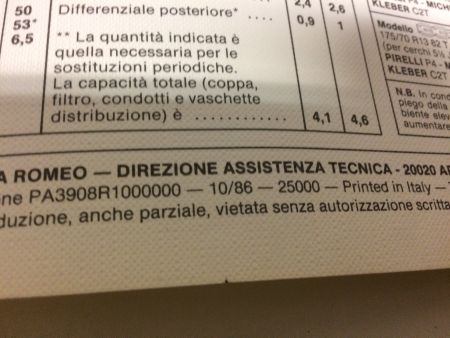 50 Differenziale posteriore* ... 2,4 2,6
53* 0,9 1
6,5 ** La quantità indicata è
quella necessaria per le
sostituzioni periodiche.
La capacità totale (coppa,
filtro, condotti e vaschette
distribuzione) è ............ 4,1 4,6
KLEBER C2T
Modello
175/70 R13 82 T
(per cerchi 5½
PIRELLI P4 - M
KLEBER C2T
N.B. In cond
piego della
biente elev
aumentare
A ROMEO — DIREZIONE ASSISTENZA TECNICA - 20020 AR
ne PA3908R1000000 — 10/86 — 25000 — Printed in Italy —
duzione, anche parziale, vietata senza autorizzazione scritta